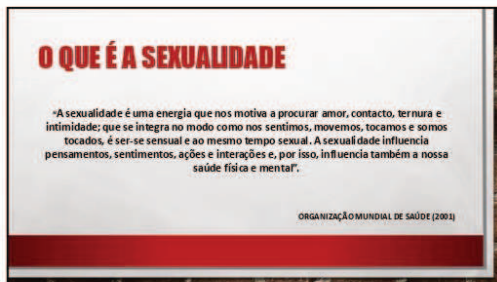 O QUE É A SEXUALIDADE
“A sexualidade é uma energia que nos motiva a procurar amor, contacto, ternura e
intimidade; que se integra no modo como nos sentimos, movemos, tocamos e somos
tocados, é ser-se sensual e ao mesmo tempo sexual. A sexualidade influencia
pensamentos, sentimentos, ações e interações e, por isso, influencia também a nossa
saúde física e mental”.
ORGANIZAÇÃO MUNDIAL DE SAÚDE (2001)